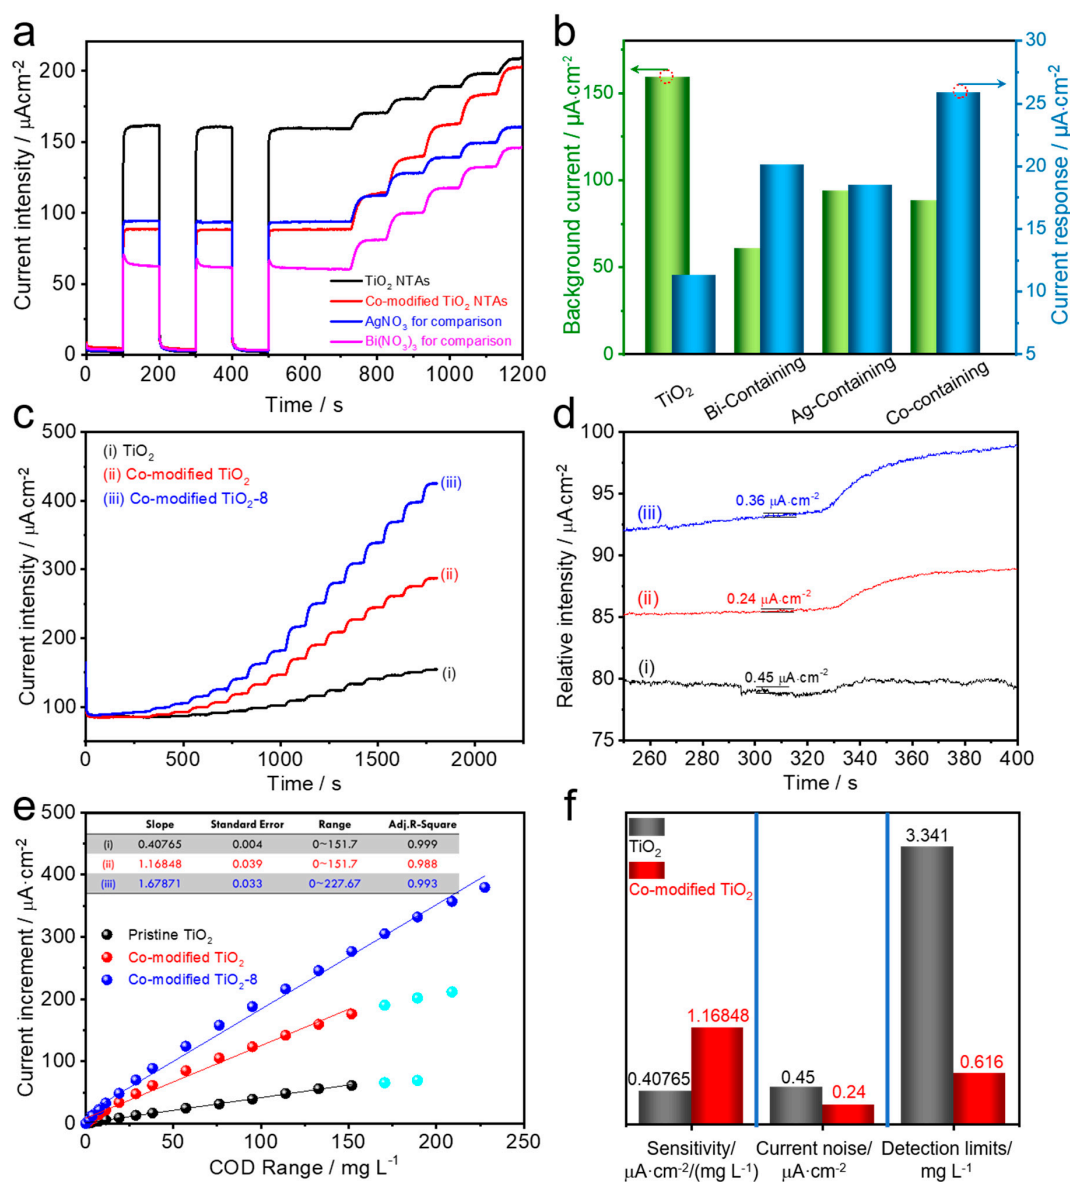 a
Current intensity / µAcm⁻²
200
150
100
50
0
TiO₂ NTAs
Co-modified TiO₂ NTAs
AgNO₃ for comparison
Bi(NO₃)₃ for comparison
0 200 400 600 800 1000 1200
Time / s
b
Background current / µA·cm⁻²
150
100
50
0
Current response / µA·cm⁻²
30
25
20
15
10
5
TiO₂
Bi-Containing
Ag-Containing
Co-containing
c
Current intensity / µA·cm⁻²
500
400
300
200
100
(i) TiO₂
(ii) Co-modified TiO₂
(iii) Co-modified TiO₂-8
(iii)
(ii)
(i)
0 500 1000 1500 2000
Time / s
d
Relative intensity / µA·cm⁻²
100
95
90
85
80
75
0.36 µA·cm⁻²
(iii)
(ii)
0.24 µA·cm⁻²
(i)
0.45 µA·cm⁻²
260 280 300 320 340 360 380 400
Time / s
e
Current increment / µA·cm⁻²
500
400
300
200
100
0
Slope Standard Error Range Adj.R-Square
(i) 0.40765 0.004 0~151.7 0.999
(ii) 1.16848 0.039 0~151.7 0.988
(iii) 1.67871 0.033 0~227.67 0.993
Pristine TiO₂
Co-modified TiO₂
Co-modified TiO₂-8
0 50 100 150 200 250
COD Range / mg L⁻¹
f
TiO₂
Co-modified TiO₂
0.40765
1.16848
0.45
0.24
3.341
0.616
Sensitivity/
µA·cm⁻²/(mg L⁻¹)
Current noise/
µA·cm⁻²
Detection limits/
mg L⁻¹